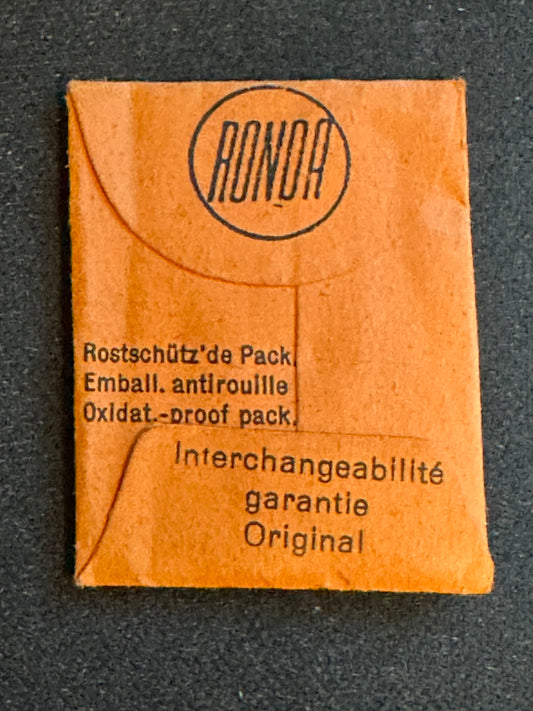 RONDA
Rostschütz'de Pack.
Emball. antirouille
Oxidat.-proof pack.
Interchangeabilité
garantie
Original